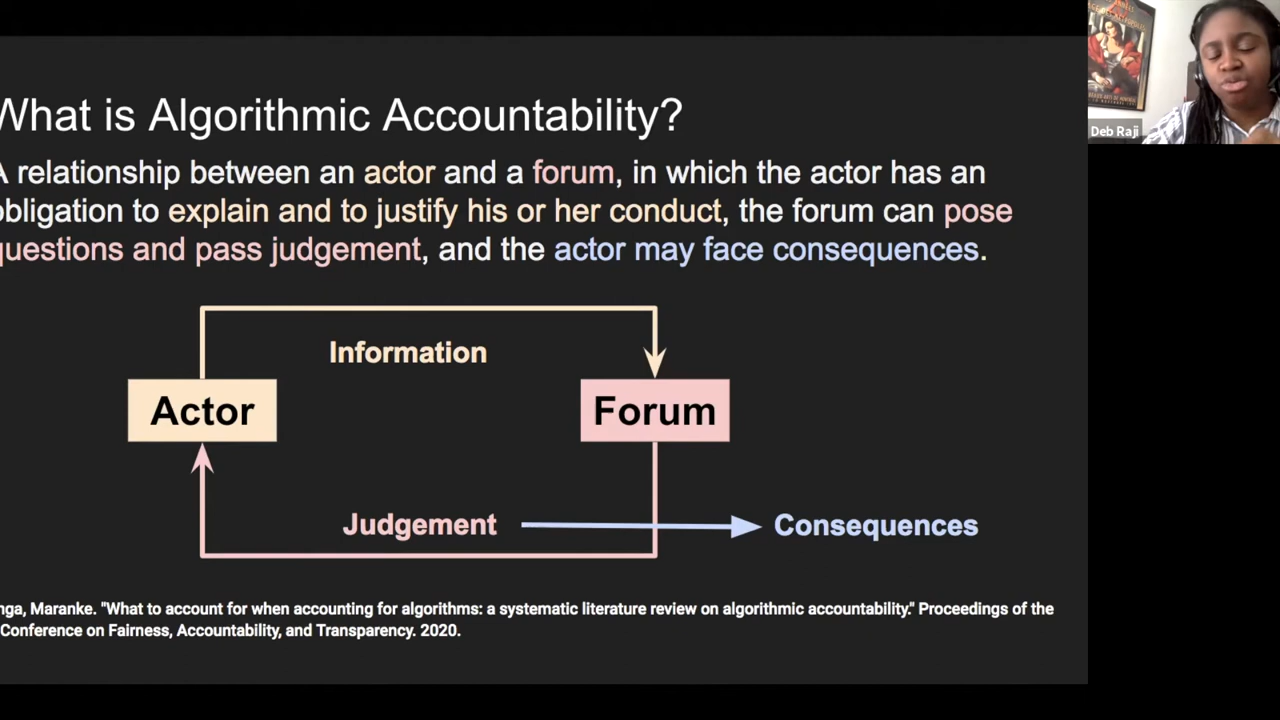 What is Algorithmic Accountability?
A relationship between an actor and a forum, in which the actor has an
obligation to explain and to justify his or her conduct, the forum can pose
questions and pass judgement, and the actor may face consequences.
Information
Actor
Forum
Judgement
Consequences
nga, Maranke. "What to account for when accounting for algorithms: a systematic literature review on algorithmic accountability." Proceedings of the
Conference on Fairness, Accountability, and Transparency. 2020.
Deb Raji